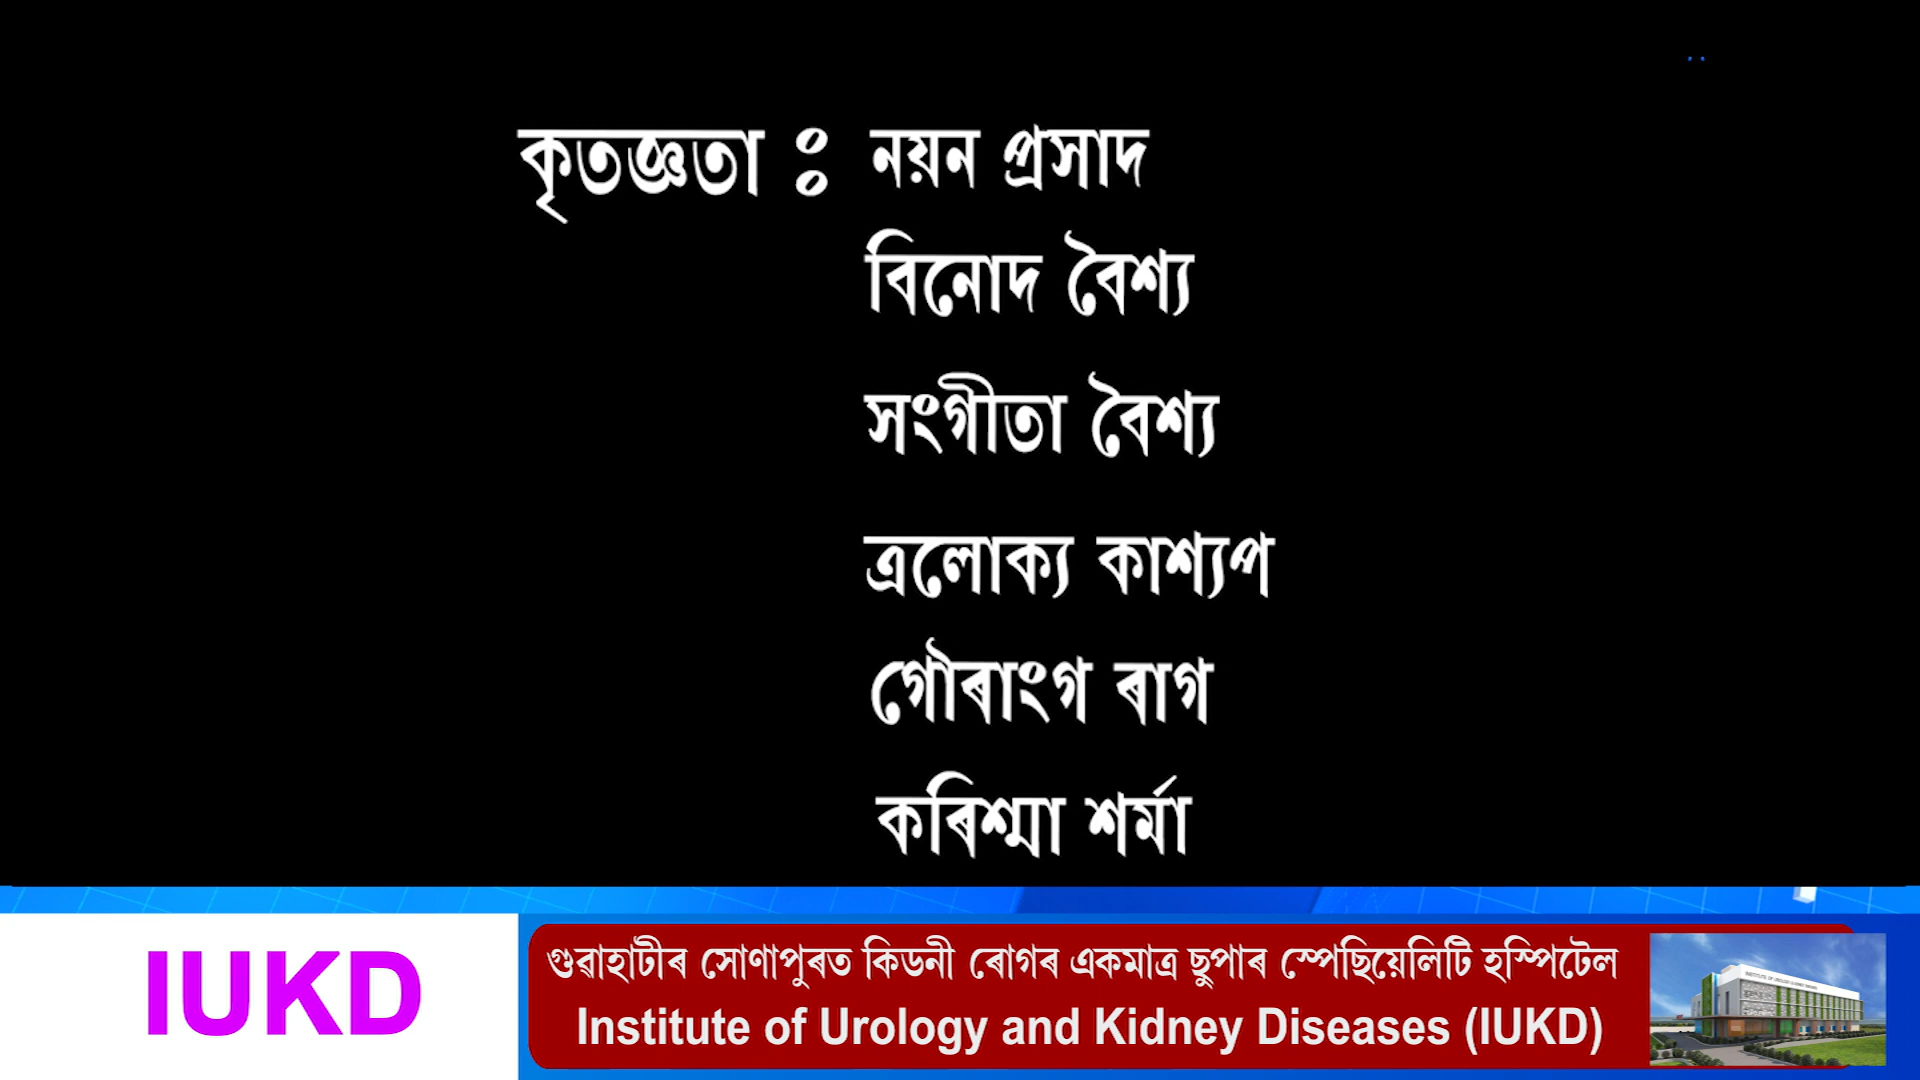 কৃতজ্ঞতা ঃ নয়ন প্ৰসাদ
বিনোদ বৈশ্য
সংগীতা বৈশ্য
ত্ৰলোক্য কাশ্যপ
গৌৰাংগ ৰাগ
কৰিশ্মা শৰ্মা
IUKD
গুৱাহাটীৰ সোণাপুৰত কিডনী ৰোগৰ একমাত্ৰ ছুপাৰ স্পেছিয়েলিটি হস্পিটেল
Institute of Urology and Kidney Diseases (IUKD)